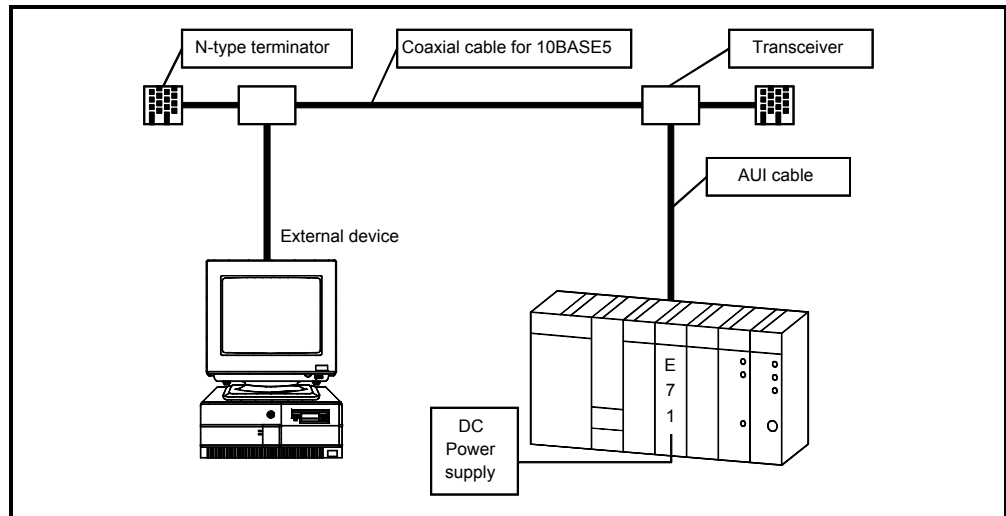 N-type terminator
Coaxial cable for 10BASE5
Transceiver
AUI cable
External device
E
7
1
DC
Power
supply